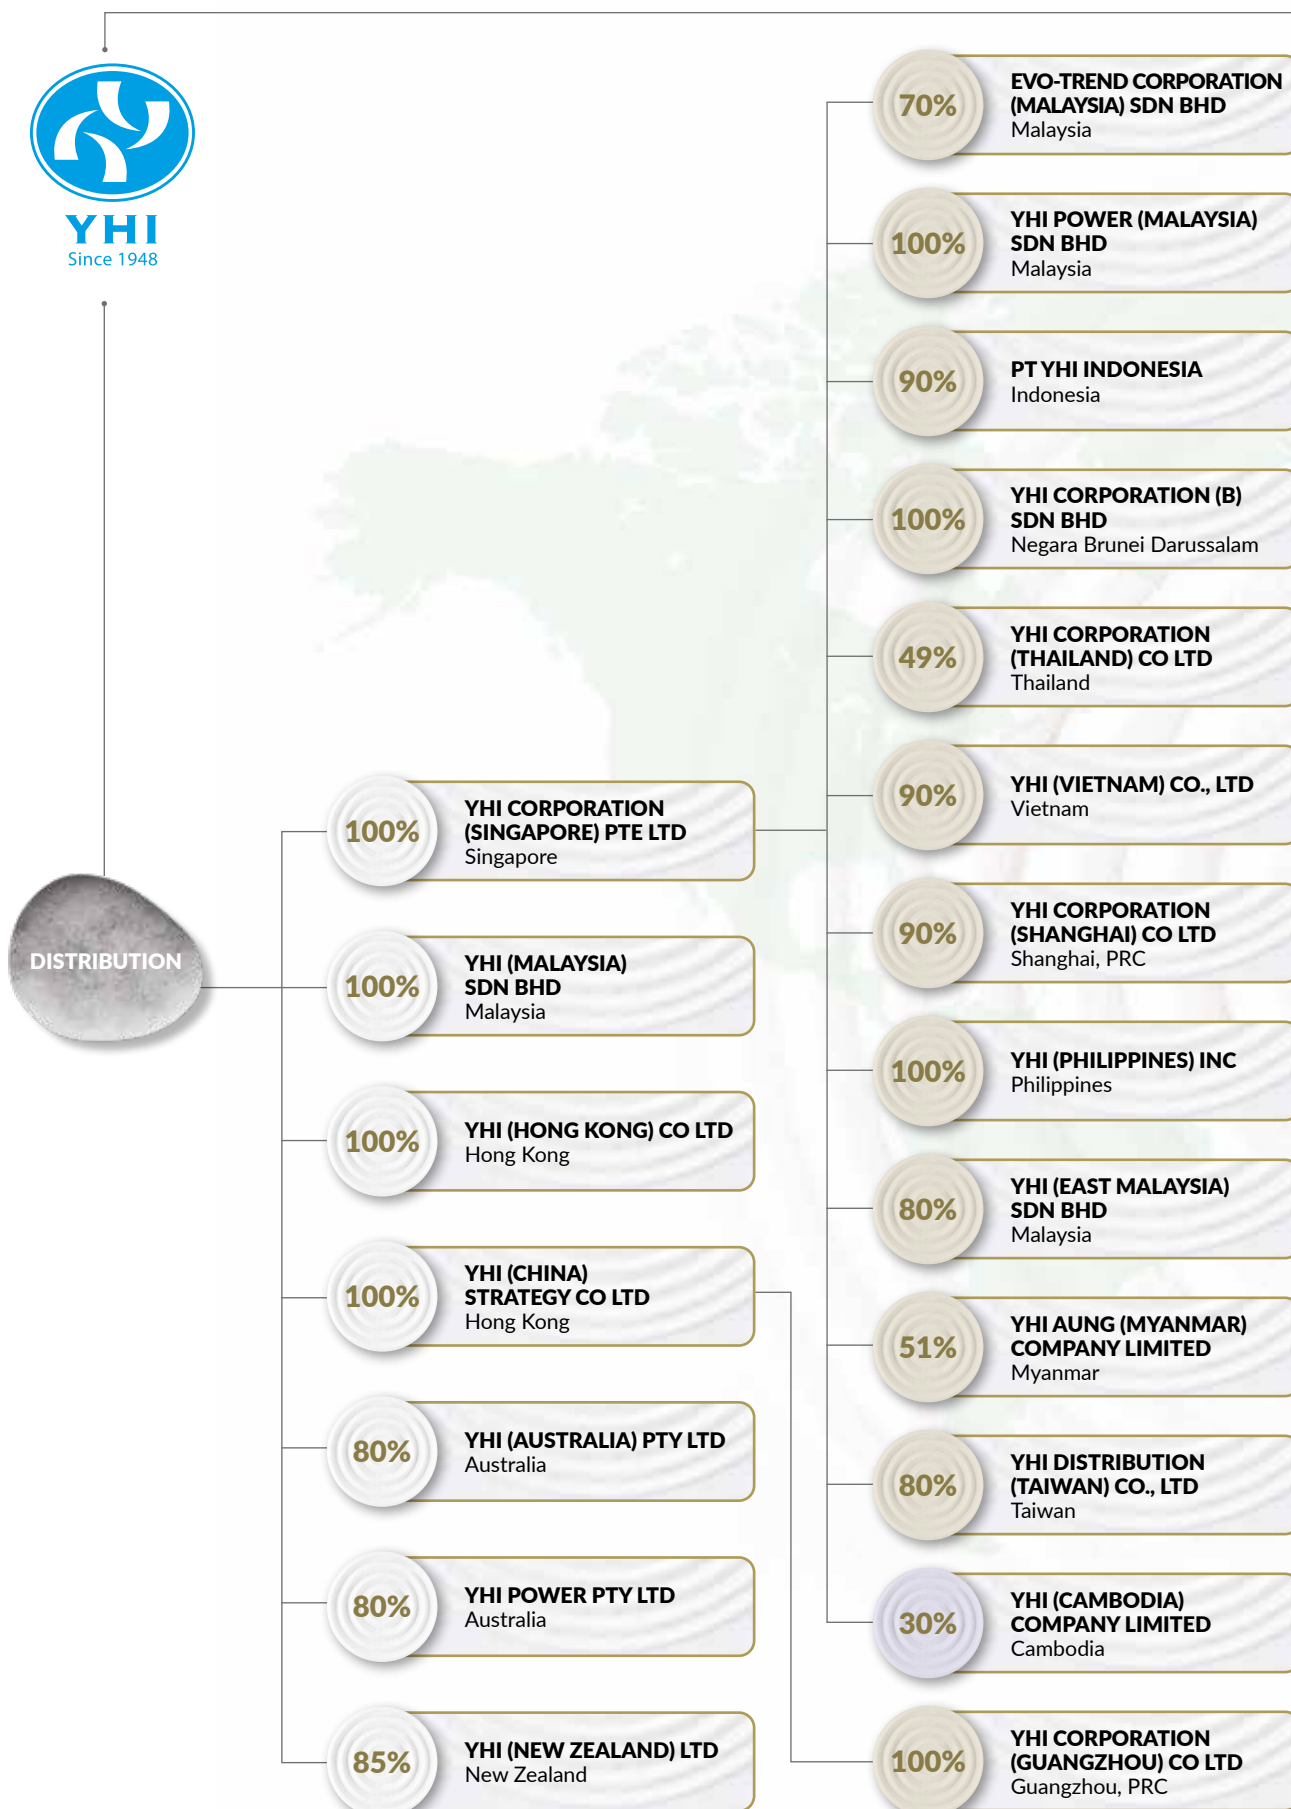 YHI
Since 1948
DISTRIBUTION
100%
YHI CORPORATION
(SINGAPORE) PTE LTD
Singapore
100%
YHI (MALAYSIA)
SDN BHD
Malaysia
100%
YHI (HONG KONG) CO LTD
Hong Kong
100%
YHI (CHINA)
STRATEGY CO LTD
Hong Kong
80%
YHI (AUSTRALIA) PTY LTD
Australia
80%
YHI POWER PTY LTD
Australia
85%
YHI (NEW ZEALAND) LTD
New Zealand
70%
EVO-TREND CORPORATION
(MALAYSIA) SDN BHD
Malaysia
100%
YHI POWER (MALAYSIA)
SDN BHD
Malaysia
90%
PT YHI INDONESIA
Indonesia
100%
YHI CORPORATION (B)
SDN BHD
Negara Brunei Darussalam
49%
YHI CORPORATION
(THAILAND) CO LTD
Thailand
90%
YHI (VIETNAM) CO., LTD
Vietnam
90%
YHI CORPORATION
(SHANGHAI) CO LTD
Shanghai, PRC
100%
YHI (PHILIPPINES) INC
Philippines
80%
YHI (EAST MALAYSIA)
SDN BHD
Malaysia
51%
YHI AUNG (MYANMAR)
COMPANY LIMITED
Myanmar
80%
YHI DISTRIBUTION
(TAIWAN) CO., LTD
Taiwan
30%
YHI (CAMBODIA)
COMPANY LIMITED
Cambodia
100%
YHI CORPORATION
(GUANGZHOU) CO LTD
Guangzhou, PRC